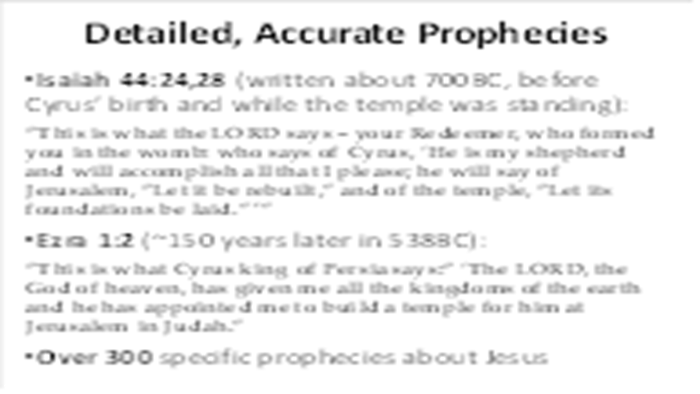 Detailed, Accurate Prophecies
•Isaiah 44:24,28 (written about 700BC, before
Cyrus’ birth and while the temple was standing):
“This is what the LORD says – your Redeemer, who formed
you in the womb: who says of Cyrus, ‘He is my shepherd
and will accomplish all that I please; he will say of
Jerusalem, “Let it be rebuilt,” and of the temple, “Let its
foundations be laid.”’”
•Ezra 1:2 (~150 years later in 538BC):
“This is what Cyrus king of Persia says:” ‘The LORD, the
God of heaven, has given me all the kingdoms of the earth
and he has appointed me to build a temple for him at
Jerusalem in Judah.”
•Over 300 specific prophecies about Jesus